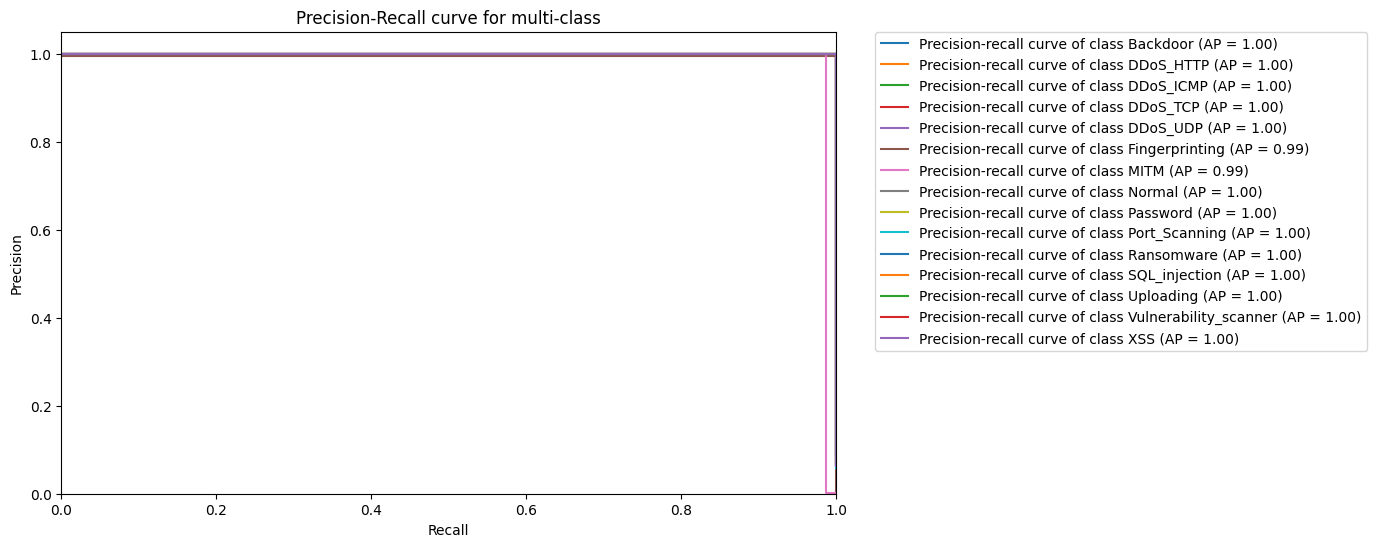 Precision-Recall curve for multi-class
Precision
1.0
0.8
0.6
0.4
0.2
0.0
0.0 0.2 0.4 0.6 0.8 1.0
Recall
Precision-recall curve of class Backdoor (AP = 1.00)
Precision-recall curve of class DDoS_HTTP (AP = 1.00)
Precision-recall curve of class DDoS_ICMP (AP = 1.00)
Precision-recall curve of class DDoS_TCP (AP = 1.00)
Precision-recall curve of class DDoS_UDP (AP = 1.00)
Precision-recall curve of class Fingerprinting (AP = 0.99)
Precision-recall curve of class MITM (AP = 0.99)
Precision-recall curve of class Normal (AP = 1.00)
Precision-recall curve of class Password (AP = 1.00)
Precision-recall curve of class Port_Scanning (AP = 1.00)
Precision-recall curve of class Ransomware (AP = 1.00)
Precision-recall curve of class SQL_injection (AP = 1.00)
Precision-recall curve of class Uploading (AP = 1.00)
Precision-recall curve of class Vulnerability_scanner (AP = 1.00)
Precision-recall curve of class XSS (AP = 1.00)